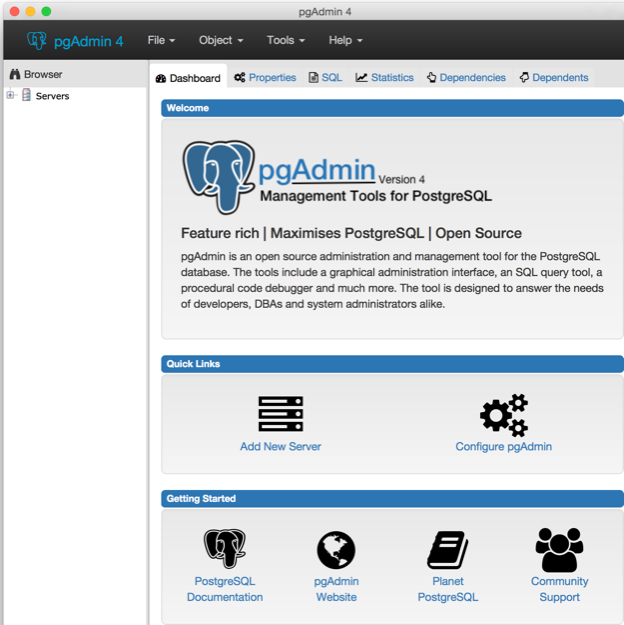 pgAdmin 4
pgAdmin 4 File Object Tools Help
Browser
Servers
Dashboard Properties SQL Statistics Dependencies Dependents
Welcome
pgAdmin Version 4
Management Tools for PostgreSQL
Feature rich | Maximises PostgreSQL | Open Source
pgAdmin is an open source administration and management tool for the PostgreSQL
database. The tools include a graphical administration interface, an SQL query tool, a
procedural code debugger and much more. The tool is designed to answer the needs
of developers, DBAs and system administrators alike.
Quick Links
Add New Server Configure pgAdmin
Getting Started
PostgreSQL Documentation
pgAdmin Website
Planet PostgreSQL
Community Support